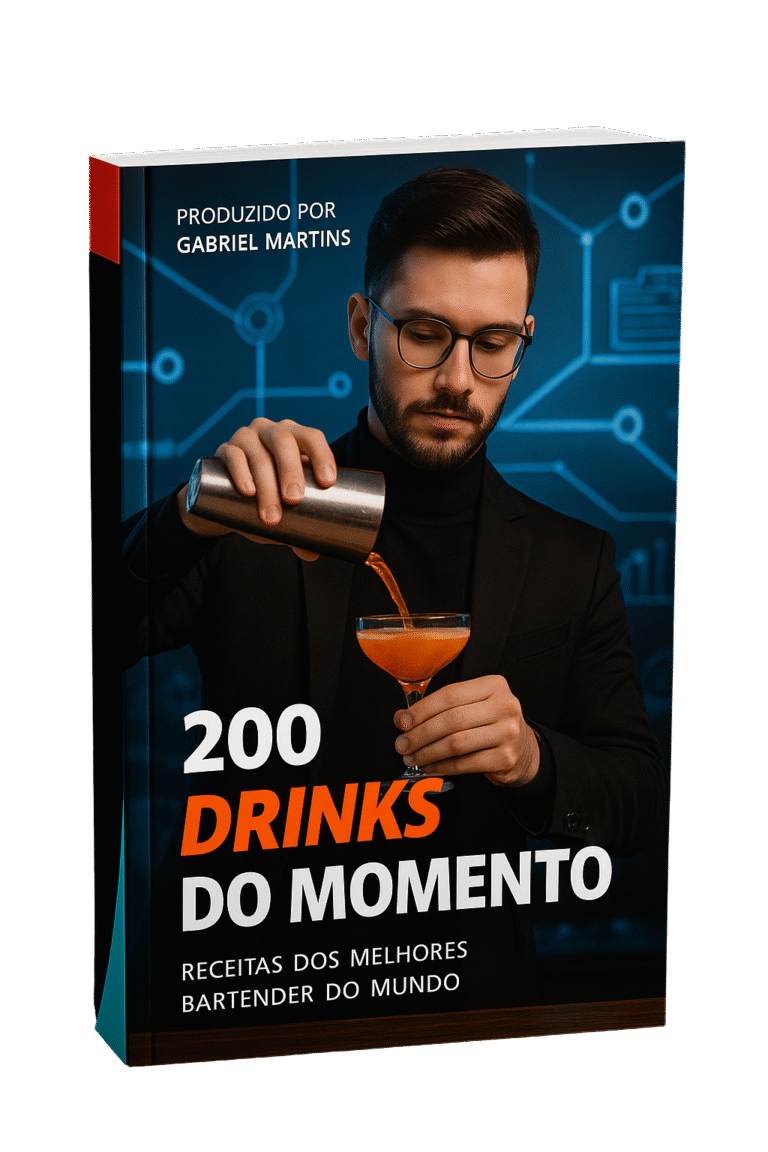 PRODUZIDO POR
GABRIEL MARTINS
200
DRINKS
DO MOMENTO
RECEITAS DOS MELHORES
BARTENDER DO MUNDO